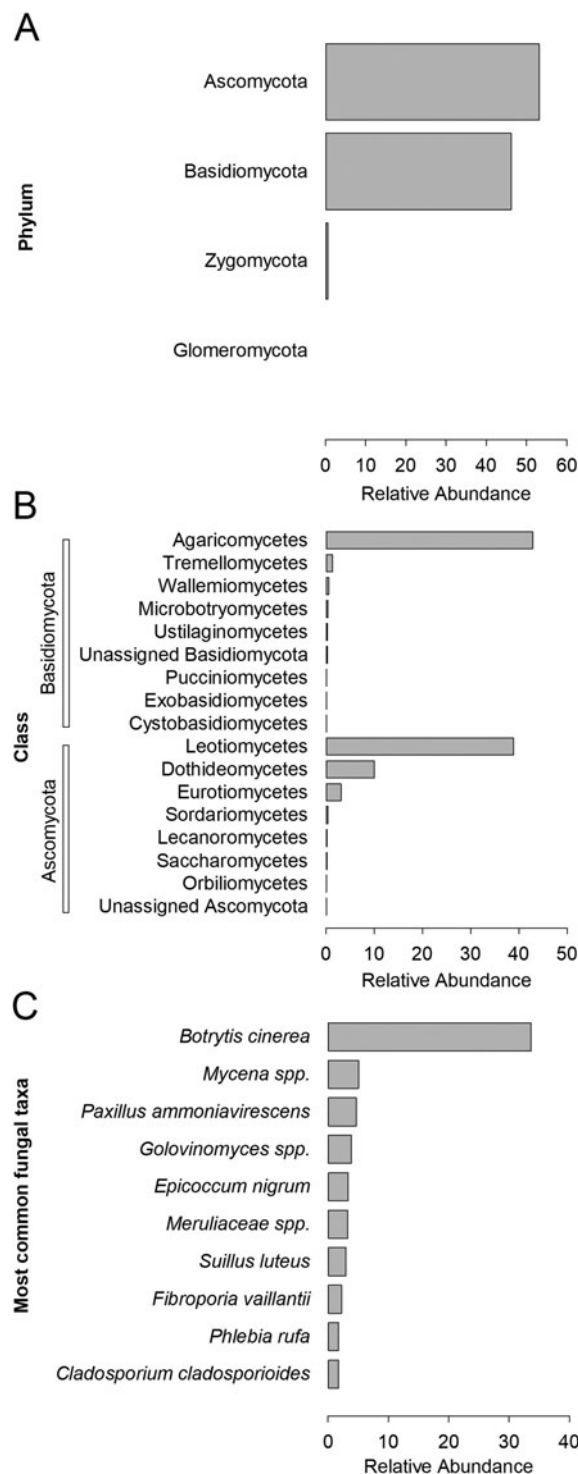 A
Phylum
Ascomycota
Basidiomycota
Zygomycota
Glomeromycota
0 10 20 30 40 50 60
Relative Abundance
B
Class
Basidiomycota
Agaricomycetes
Tremellomycetes
Wallemiomycetes
Microbotryomycetes
Ustilaginomycetes
Unassigned Basidiomycota
Pucciniomycetes
Exobasidiomycetes
Cystobasidiomycetes
Ascomycota
Leotiomycetes
Dothideomycetes
Eurotiomycetes
Sordariomycetes
Lecanoromycetes
Saccharomycetes
Orbiliomycetes
Unassigned Ascomycota
0 10 20 30 40 50
Relative Abundance
C
Most common fungal taxa
Botrytis cinerea
Mycena spp.
Paxillus ammoniavirescens
Golovinomyces spp.
Epicoccum nigrum
Meruliaceae spp.
Suillus luteus
Fibroporia vaillantii
Phlebia rufa
Cladosporium cladosporioides
0 10 20 30 40
Relative Abundance